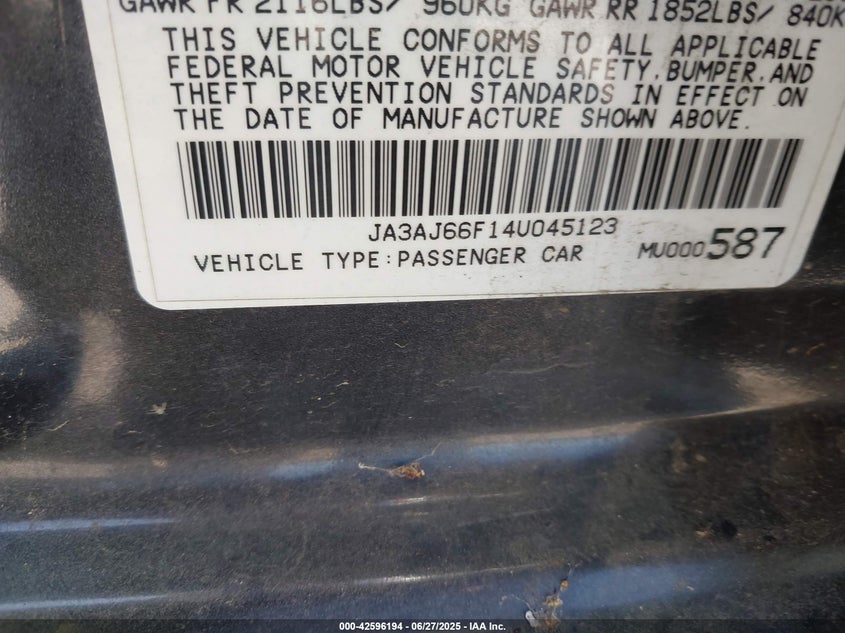 GAWR FR 2116LBS/ 960KG GAWR RR 1852LBS/ 840K
THIS VEHICLE CONFORMS TO ALL APPLICABLE
FEDERAL MOTOR VEHICLE SAFETY, BUMPER, AND
THEFT PREVENTION STANDARDS IN EFFECT ON
THE DATE OF MANUFACTURE SHOWN ABOVE.
JA3AJ66F14U045123
VEHICLE TYPE:PASSENGER CAR MU000587
000-42596194 - 06/27/2025 - IAA Inc.